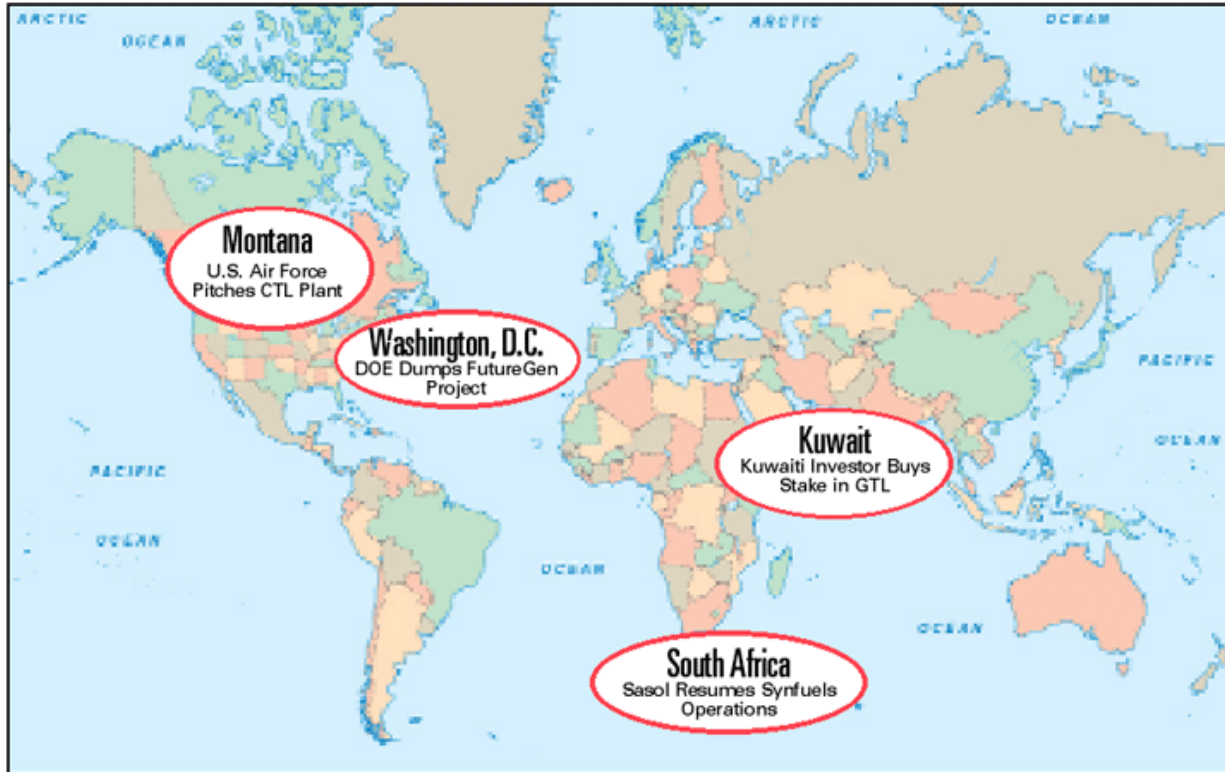 ARCTIC
OCEAN
ARCTIC
OCEAN
Montana
U.S. Air Force
Pitches CTL Plant
Washington, D.C.
DOE Dumps FutureGen
Project
PACIFIC
OCEAN
Kuwait
Kuwaiti Investor Buys
Stake in GTL
PACIFIC
OCEAN
OCEAN
OCEAN
South Africa
Sasol Resumes Synfuels
Operations